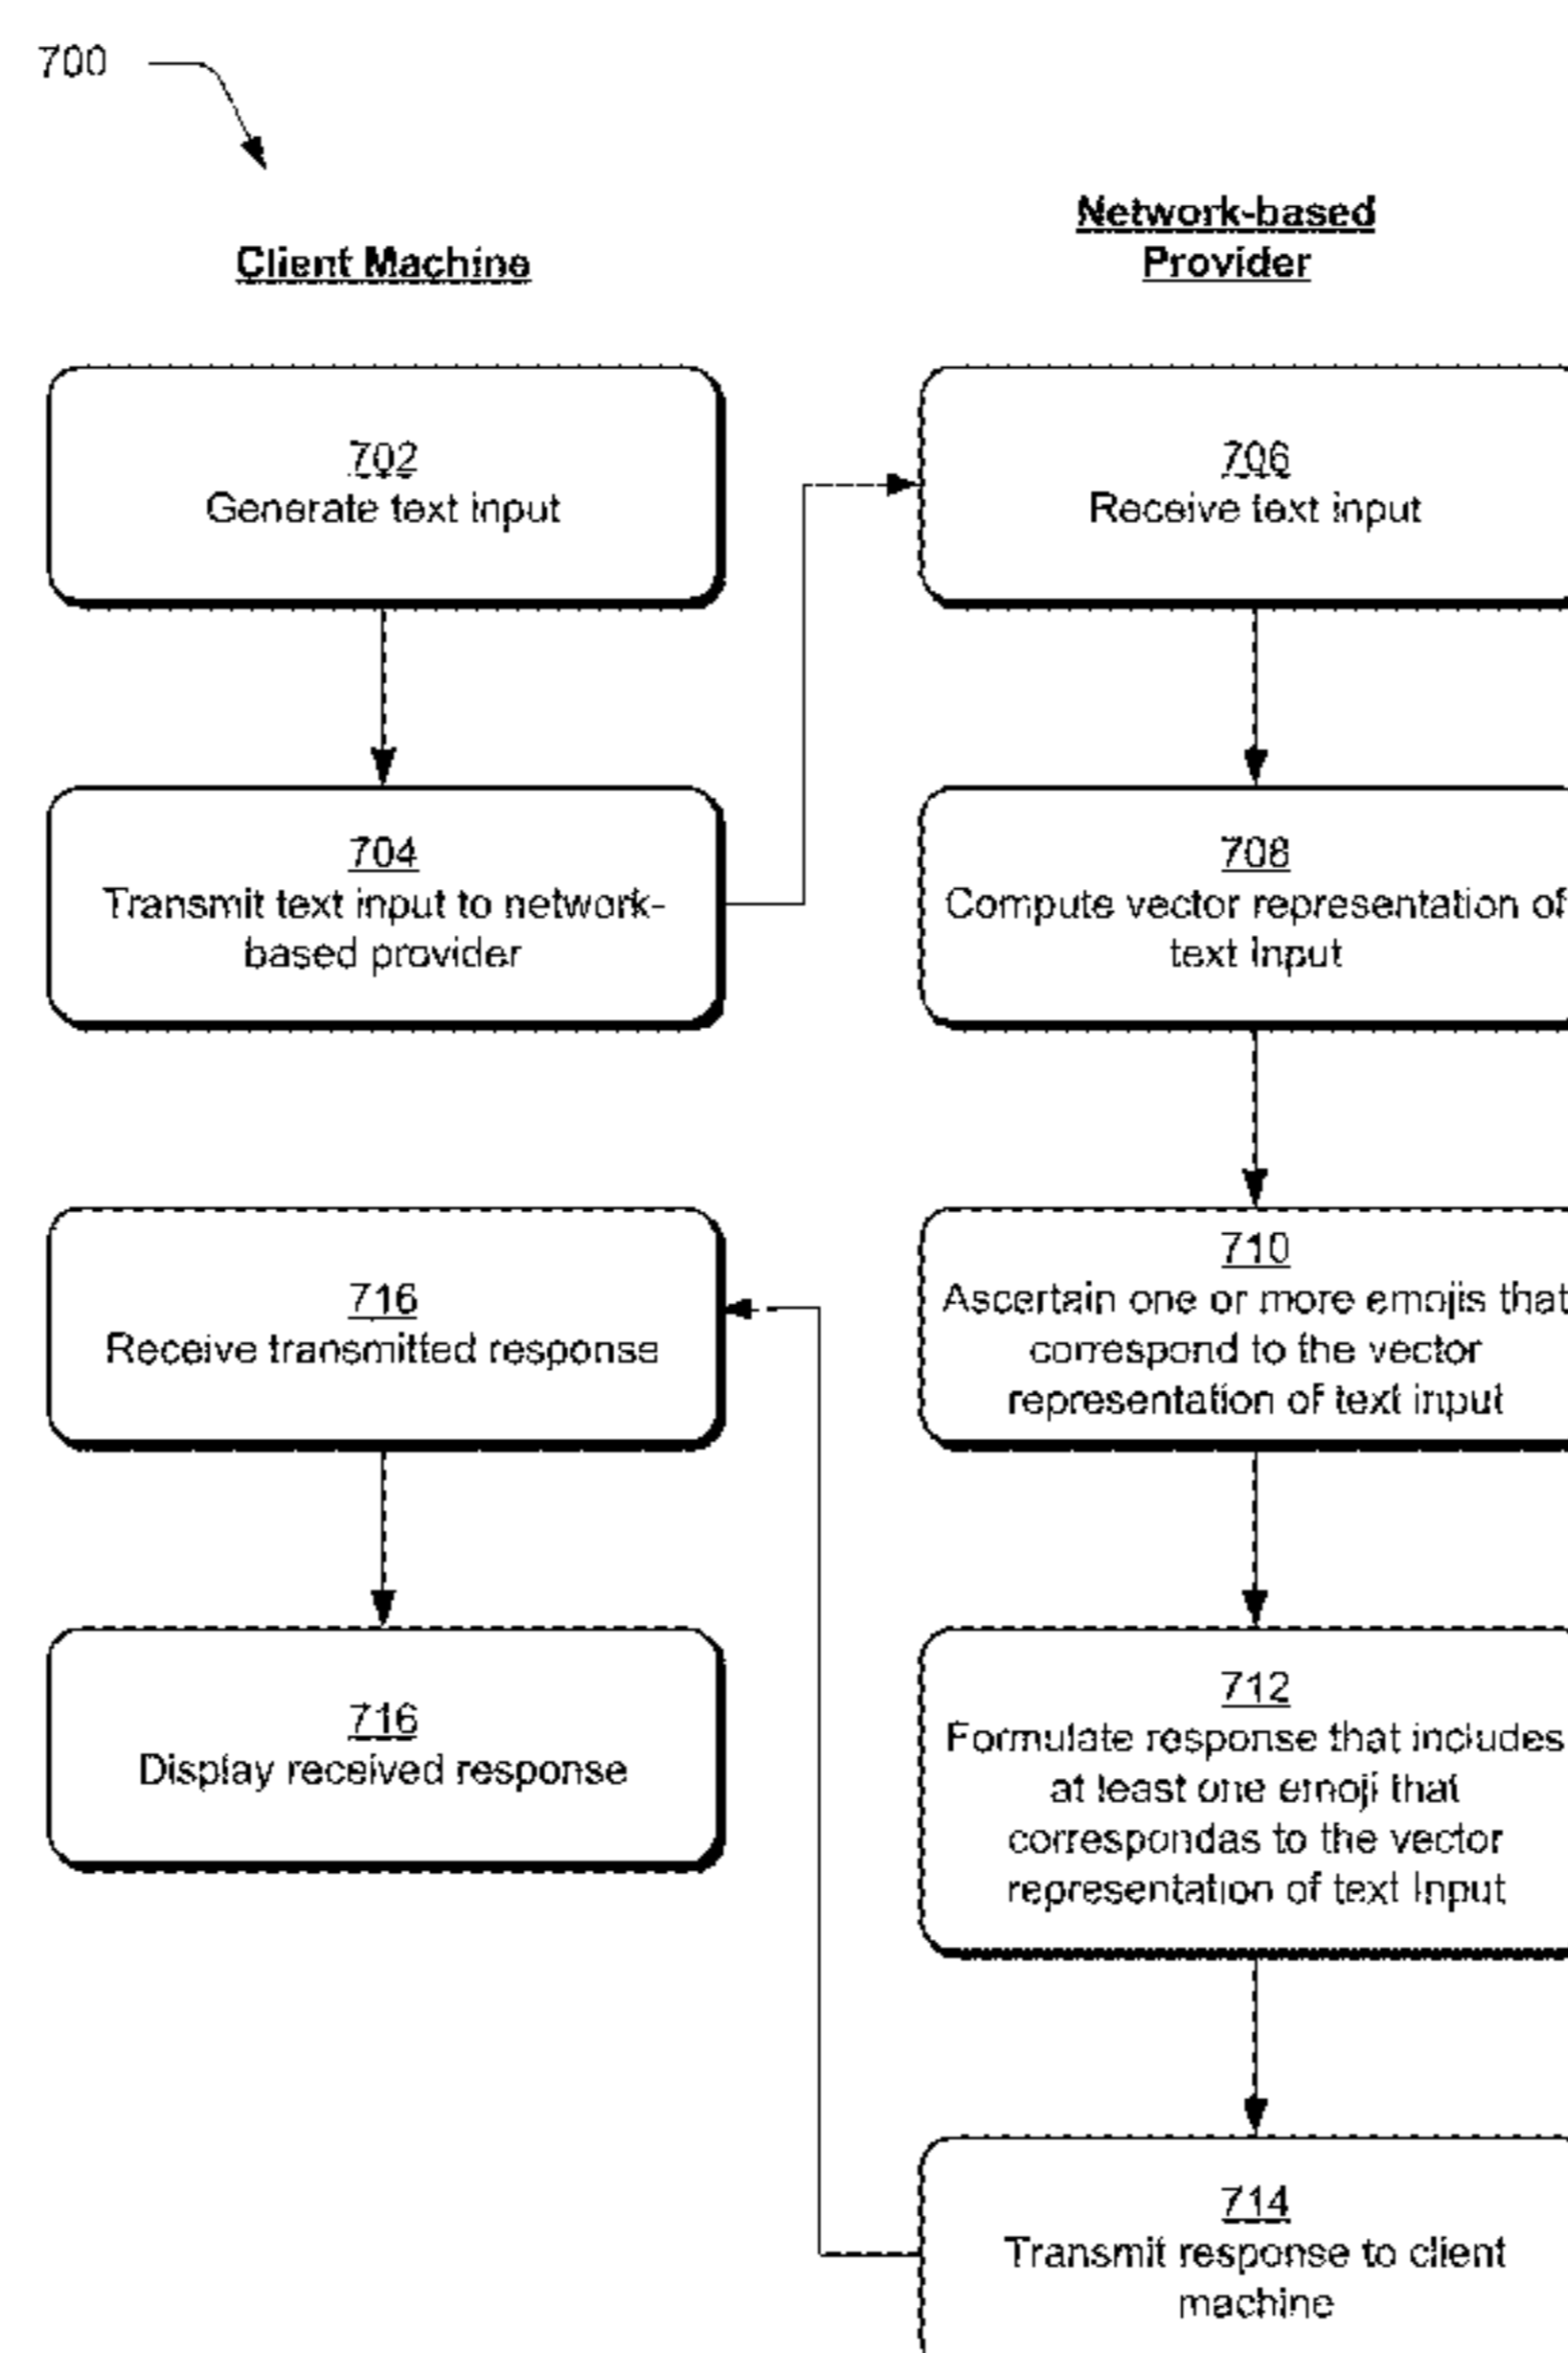 700
Client Machine
Network-based
Provider
702
Generate text input
704
Transmit text input to network-
based provider
706
Receive text input
708
Compute vector representation of
text input
710
Ascertain one or more emojis that
correspond to the vector
representation of text input
712
Formulate response that includes
at least one emoji that
correspondas to the vector
representation of text input
714
Transmit response to client
machine
716
Receive transmitted response
716
Display received response